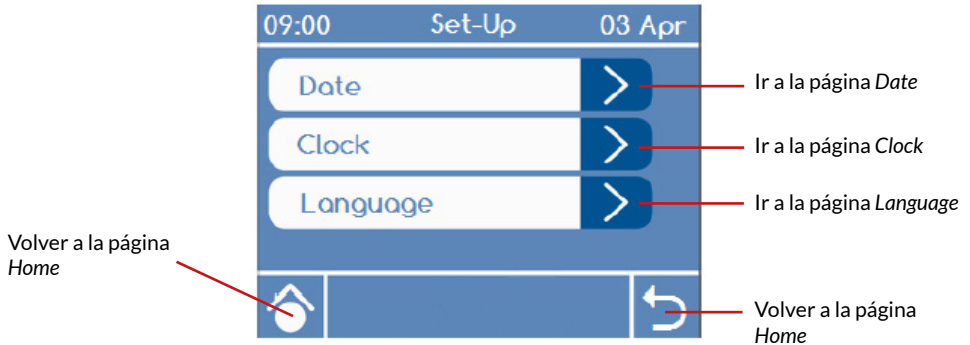 09:00 Set-Up 03 Apr
Date
Ir a la página Date
Clock
Ir a la página Clock
Language
Ir a la página Language
Volver a la página
Home
Volver a la página
Home